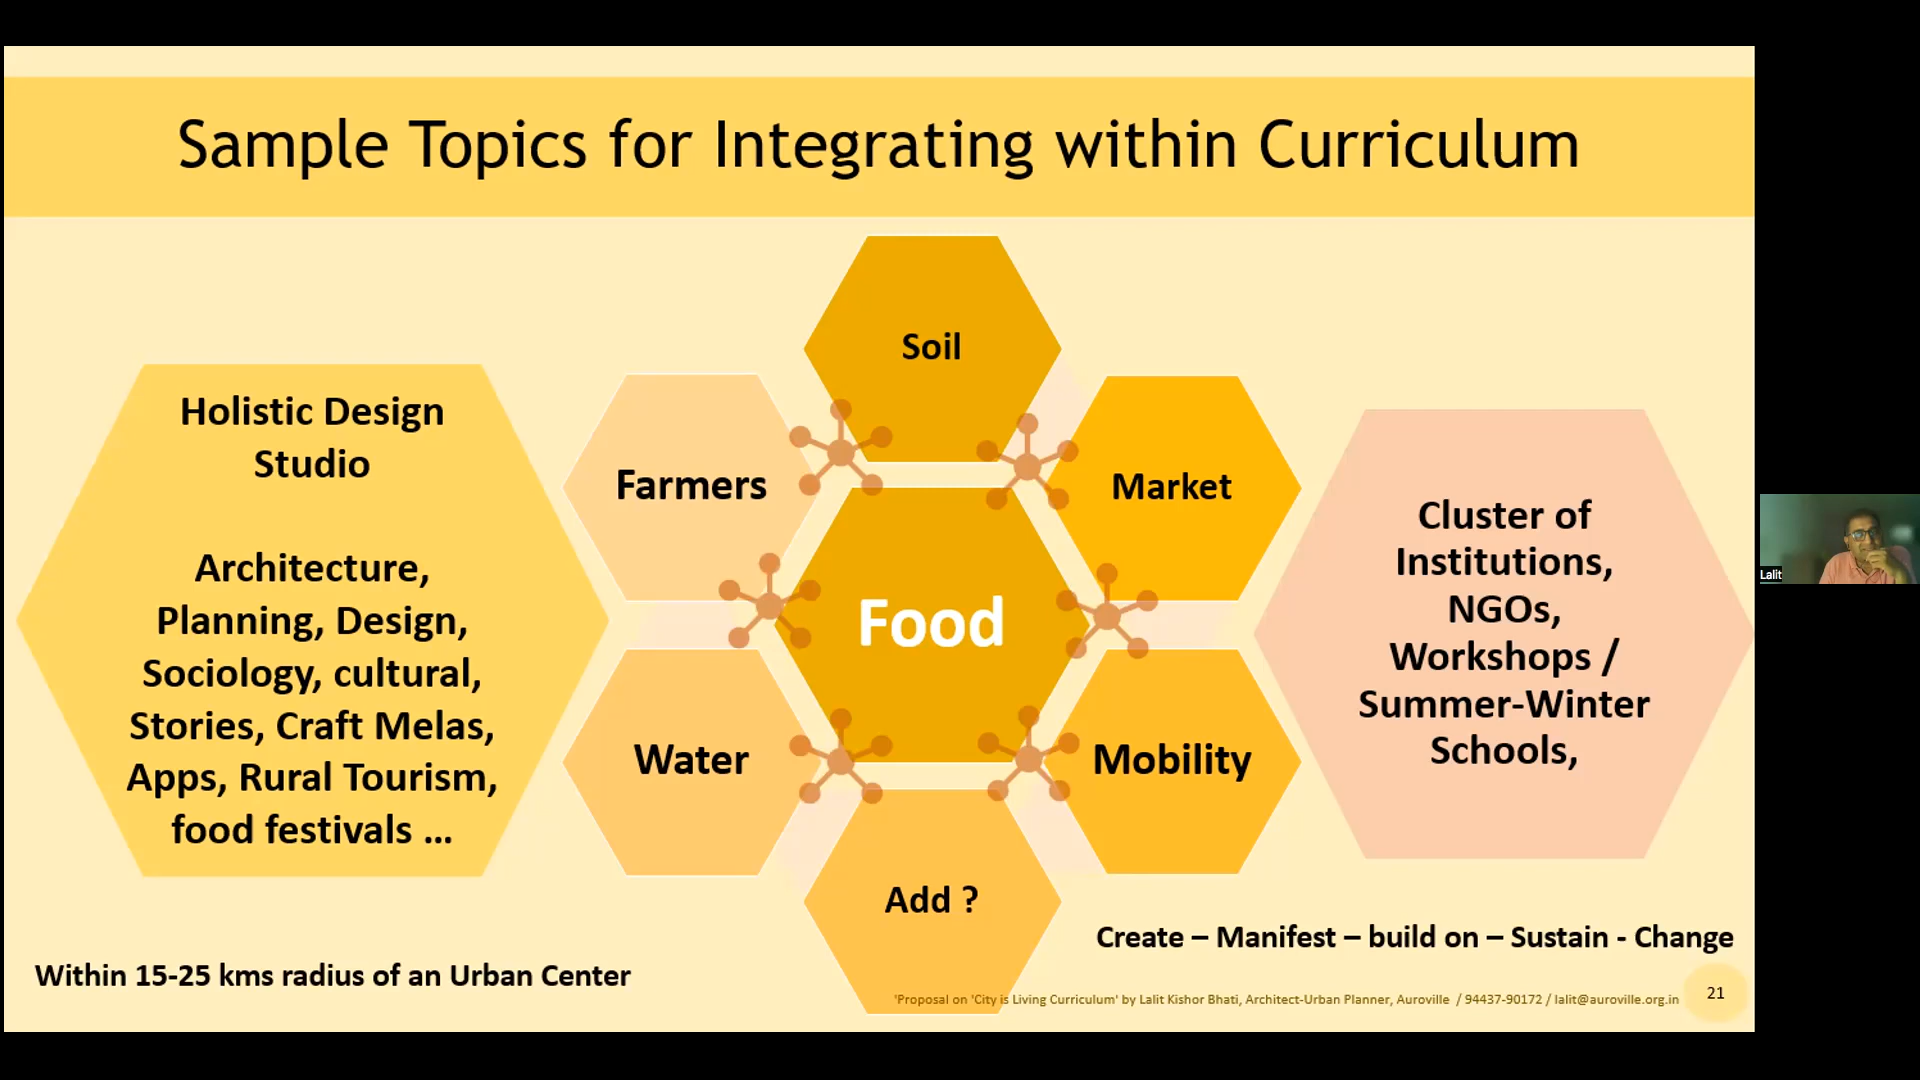 Sample Topics for Integrating within Curriculum
Holistic Design
Studio
Architecture,
Planning, Design,
Sociology, cultural,
Stories, Craft Melas,
Apps, Rural Tourism,
food festivals ...
Soil
Farmers
Market
Food
Water
Mobility
Add ?
Cluster of
Institutions,
NGOs,
Workshops /
Summer-Winter
Schools,
Create – Manifest – build on – Sustain - Change
Within 15-25 kms radius of an Urban Center
'Proposal on 'City is Living Curriculum' by Lalit Kishor Bhati, Architect-Urban Planner, Auroville / 94437-90172 / lalit@auroville.org.in
21
Lalit